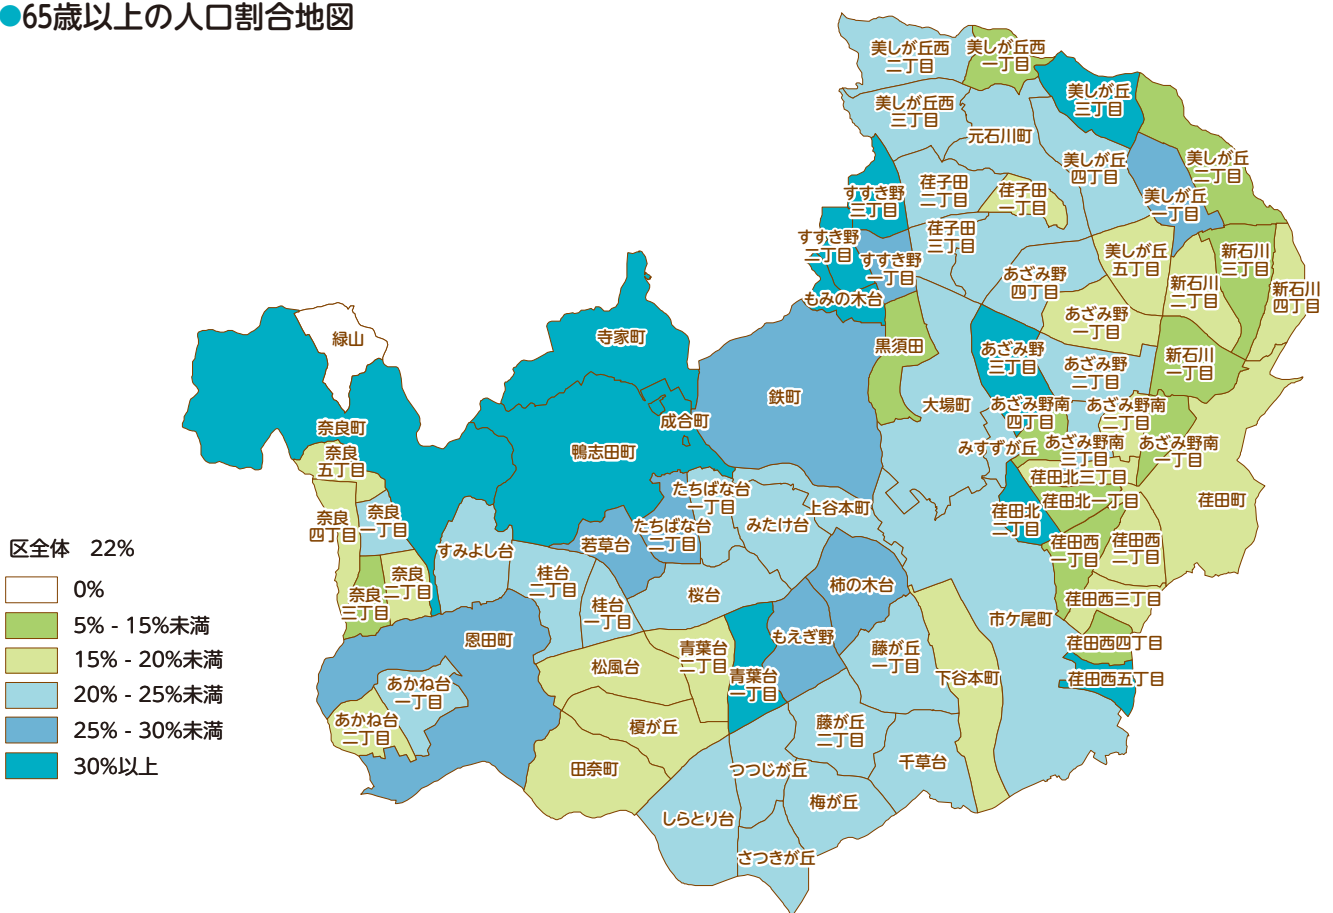 ●65歳以上の人口割合地図
美しが丘西
二丁目
美しが丘西
一丁目
美しが丘
三丁目
美しが丘西
三丁目
元石川町
美しが丘
四丁目
美しが丘
二丁目
美しが丘
一丁目
すすき野
三丁目
荏子田
二丁目
荏子田
一丁目
荏子田
三丁目
すすき野
二丁目
すすき野
一丁目
もみの木台
あざみ野
四丁目
美しが丘
五丁目
新石川
三丁目
新石川
二丁目
新石川
四丁目
あざみ野
一丁目
緑山
寺家町
黒須田
あざみ野
三丁目
あざみ野
二丁目
新石川
一丁目
鉄町
大場町
成合町
あざみ野南
四丁目
あざみ野南
二丁目
奈良町
鴨志田町
みすずが丘
あざみ野南
三丁目
あざみ野南
一丁目
奈良
五丁目
荏田北三丁目
荏田北一丁目
荏田町
奈良
四丁目
奈良
一丁目
たちばな台
一丁目
上谷本町
荏田北
二丁目
すみよし台
若草台
たちばな台
二丁目
みたけ台
荏田西
一丁目
荏田西
二丁目
奈良
三丁目
奈良
二丁目
桂台
二丁目
桂台
一丁目
桜台
柿の木台
荏田西三丁目
市ケ尾町
恩田町
もえぎ野
荏田西四丁目
松風台
青葉台
二丁目
青葉台
一丁目
藤が丘
一丁目
下谷本町
荏田西五丁目
あかね台
一丁目
あかね台
二丁目
榎が丘
藤が丘
二丁目
田奈町
つつじが丘
千草台
しらとり台
梅が丘
さつきが丘
区全体 22%
0%
5% - 15%未満
15% - 20%未満
20% - 25%未満
25% - 30%未満
30%以上